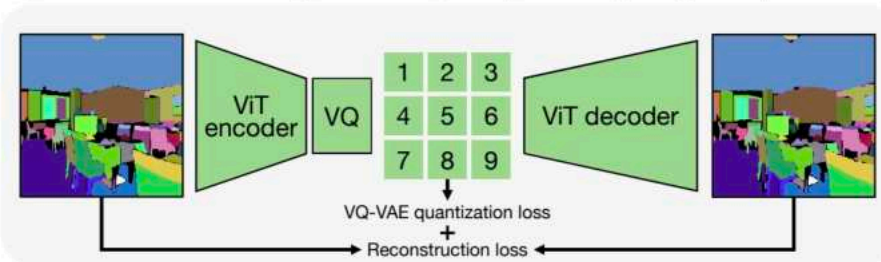 ViT
encoder
VQ
1 2 3
4 5 6
7 8 9
ViT decoder
VQ-VAE quantization loss
+
Reconstruction loss